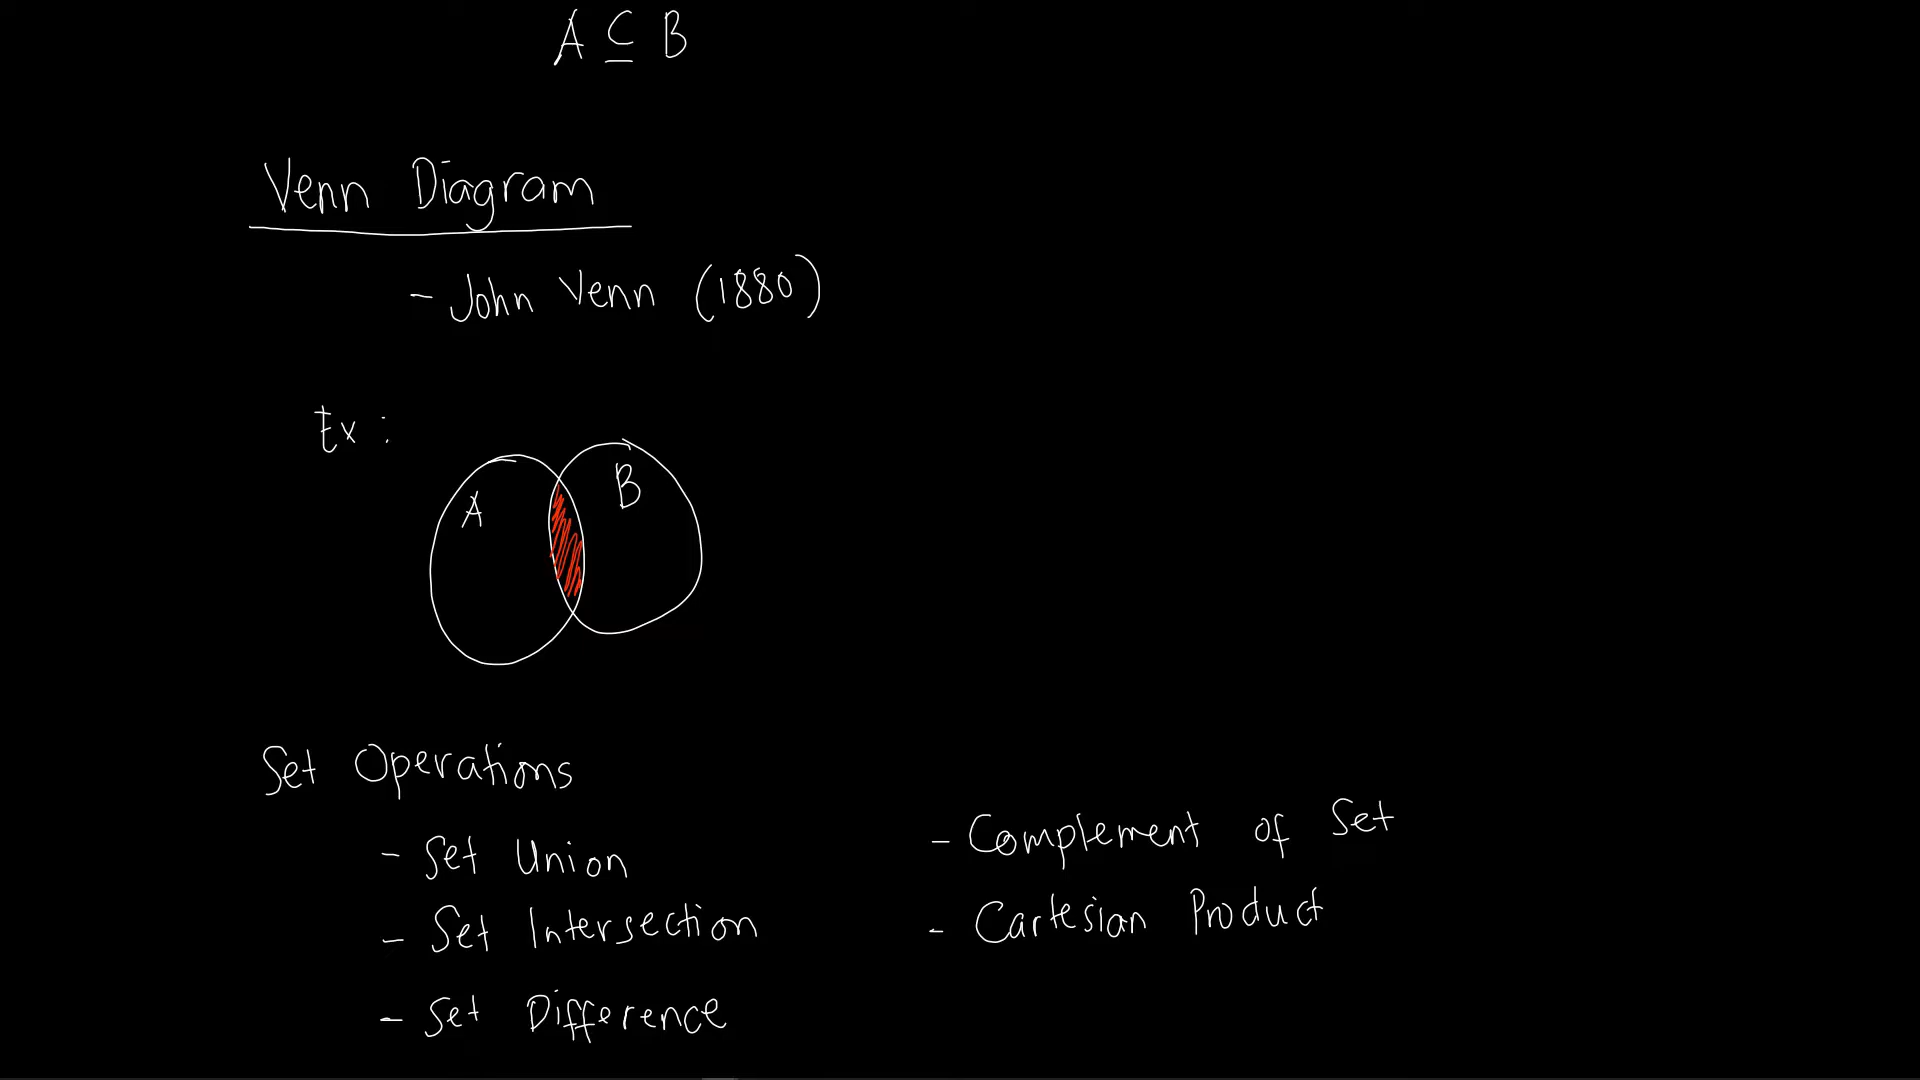 A ⊆ B
Venn Diagram
- John Venn (1880)
Ex :
A
B
Set Operations
- Set Union
- Set Intersection
- Set Difference
- Complement of Set
- Cartesian Product